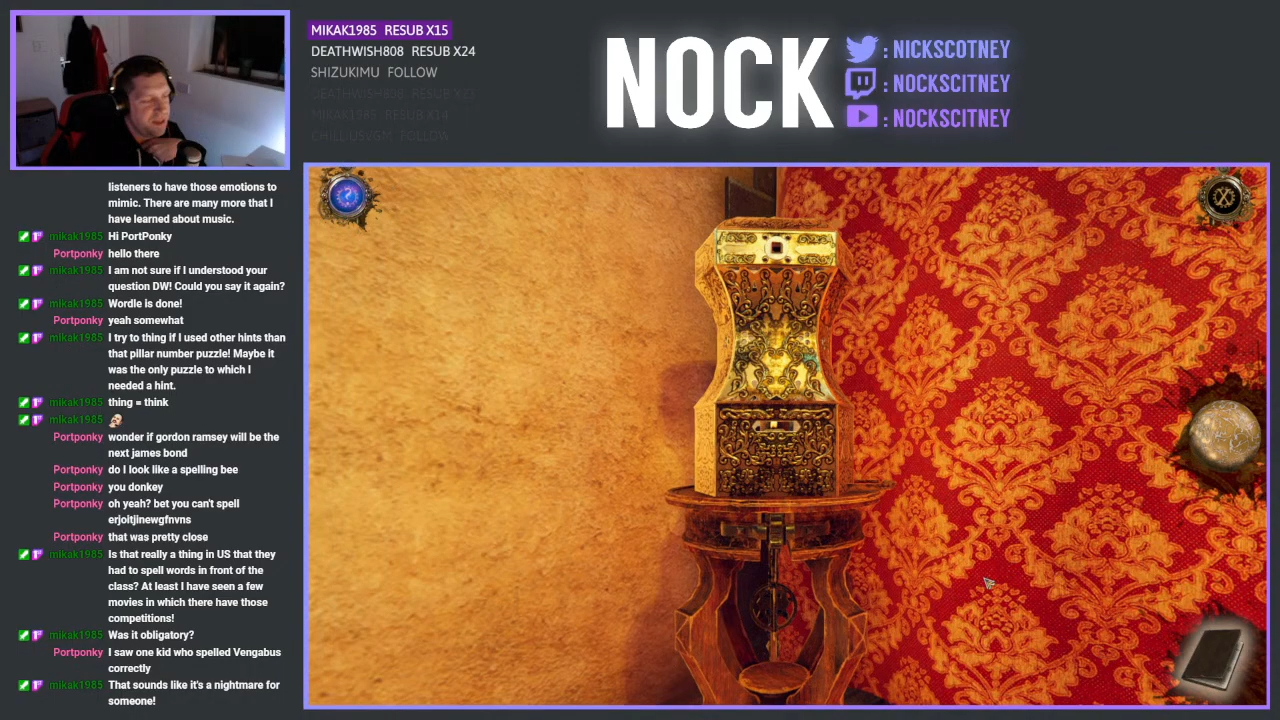 MIKAK1985 RESUB X15
DEATHWISH808 RESUB X24
SHIZUKIMU FOLLOW
DEATHWISH808 RESUB X23
MIKAK1985 RESUB X14
NOCK
: NICKSCOTNEY
: NOCKSCITNEY
: NOCKSCITNEY
listeners to have those emotions to
mimic. There are many more that I
have learned about music.
mikak1985 Hi PortPonky
Portponky hello there
mikak1985 I am not sure if I understood your
question DW! Could you say it again?
mikak1985 Wordle is done!
Portponky yeah somewhat
mikak1985 I try to thing if I used other hints than
that pillar number puzzle! Maybe it
was the only puzzle to which I
needed a hint.
mikak1985 thing = think
mikak1985
Portponky wonder if gordon ramsey will be the
next james bond
Portponky do I look like a spelling bee
Portponky you donkey
Portponky oh yeah? bet you can't spell
erjoitjinewgfnvns
Portponky that was pretty close
mikak1985 Is that really a thing in US that they
had to spell words in front of the
class? At least I have seen a few
movies in which there have those
competitions!
mikak1985 Was it obligatory?
Portponky I saw one kid who spelled Vengabus
correctly
mikak1985 That sounds like it's a nightmare for
someone!